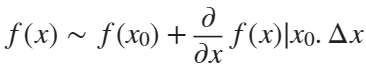 f(x) ∼ f(x₀) + ∂/∂x f(x)|x₀. Δx